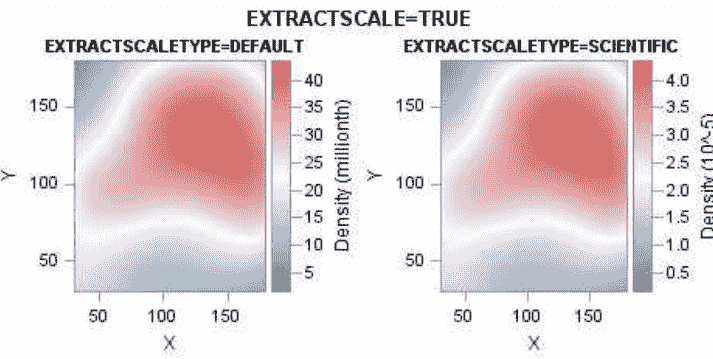 EXTRACTSCALE=TRUE
EXTRACTSCALETYPE=DEFAULT
EXTRACTSCALETYPE=SCIENTIFIC
150
100
50
Y
50 100 150
X
40
35
30
25
20
15
10
5
Density (millionth)
150
100
50
Y
50 100 150
X
4.0
3.5
3.0
2.5
2.0
1.5
1.0
0.5
Density (10^-5)